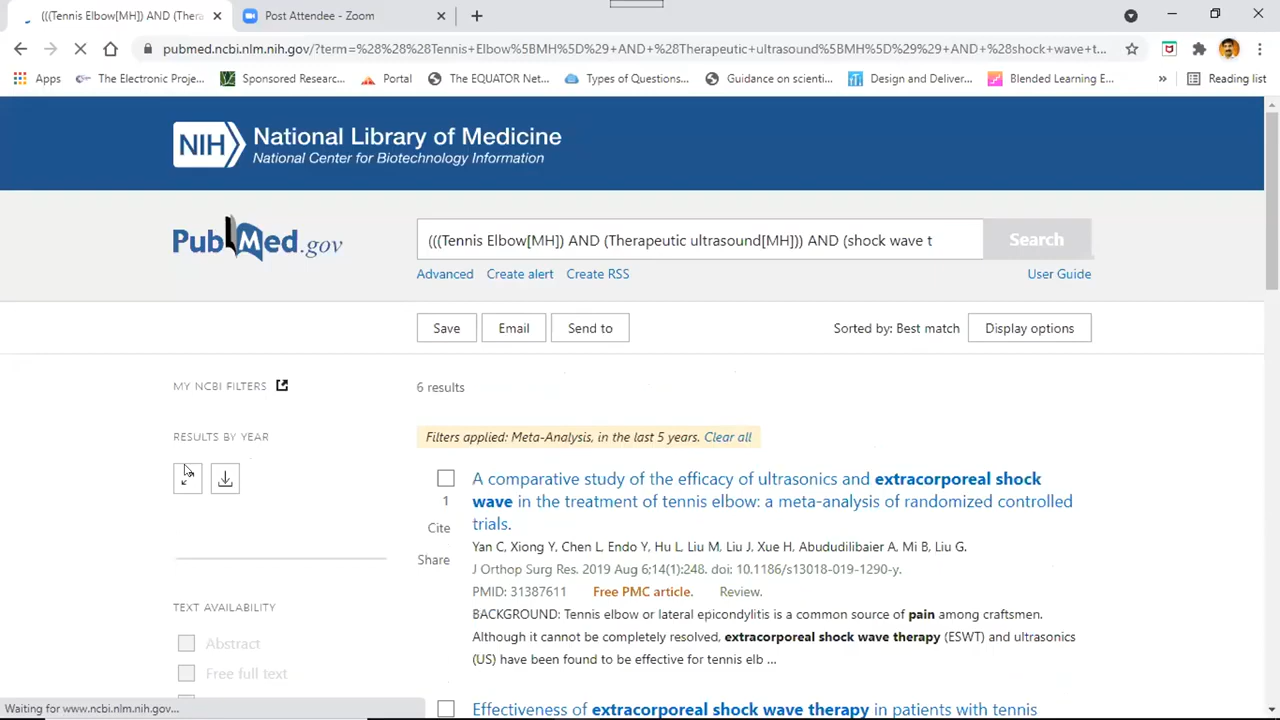 (((Tennis Elbow[MH]) AND (Thera
Post Attendee - Zoom
pubmed.ncbi.nlm.nih.gov/?term=%28%28%28Tennis+Elbow%5BMH%5D%29+AND+%28Therapeutic+ultrasound%5BMH%5D%29%29+AND+%28shock+wave+t...
Apps
The Electronic Proje...
Sponsored Researc...
Portal
The EQUATOR Net...
Types of Questions...
Guidance on scienti...
Design and Deliver...
Blended Learning E...
»
Reading list
NIH
National Library of Medicine
National Center for Biotechnology Information
PubMed.gov
(((Tennis Elbow[MH]) AND (Therapeutic ultrasound[MH])) AND (shock wave t
Search
Advanced
Create alert
Create RSS
User Guide
Save
Email
Send to
Sorted by: Best match
Display options
MY NCBI FILTERS
6 results
RESULTS BY YEAR
Filters applied: Meta-Analysis, in the last 5 years. Clear all
A comparative study of the efficacy of ultrasonics and extracorporeal shock
1
wave in the treatment of tennis elbow: a meta-analysis of randomized controlled
Cite
trials.
Share
Yan C, Xiong Y, Chen L, Endo Y, Hu L, Liu M, Liu J, Xue H, Abududilibaier A, Mi B, Liu G.
J Orthop Surg Res. 2019 Aug 6;14(1):248. doi: 10.1186/s13018-019-1290-y.
PMID: 31387611 Free PMC article. Review.
TEXT AVAILABILITY
BACKGROUND: Tennis elbow or lateral epicondylitis is a common source of pain among craftsmen.
Abstract
Although it cannot be completely resolved, extracorporeal shock wave therapy (ESWT) and ultrasonics
(US) have been found to be effective for tennis elb ...
Free full text
Effectiveness of extracorporeal shock wave therapy in patients with tennis
Waiting for www.ncbi.nlm.nih.gov...